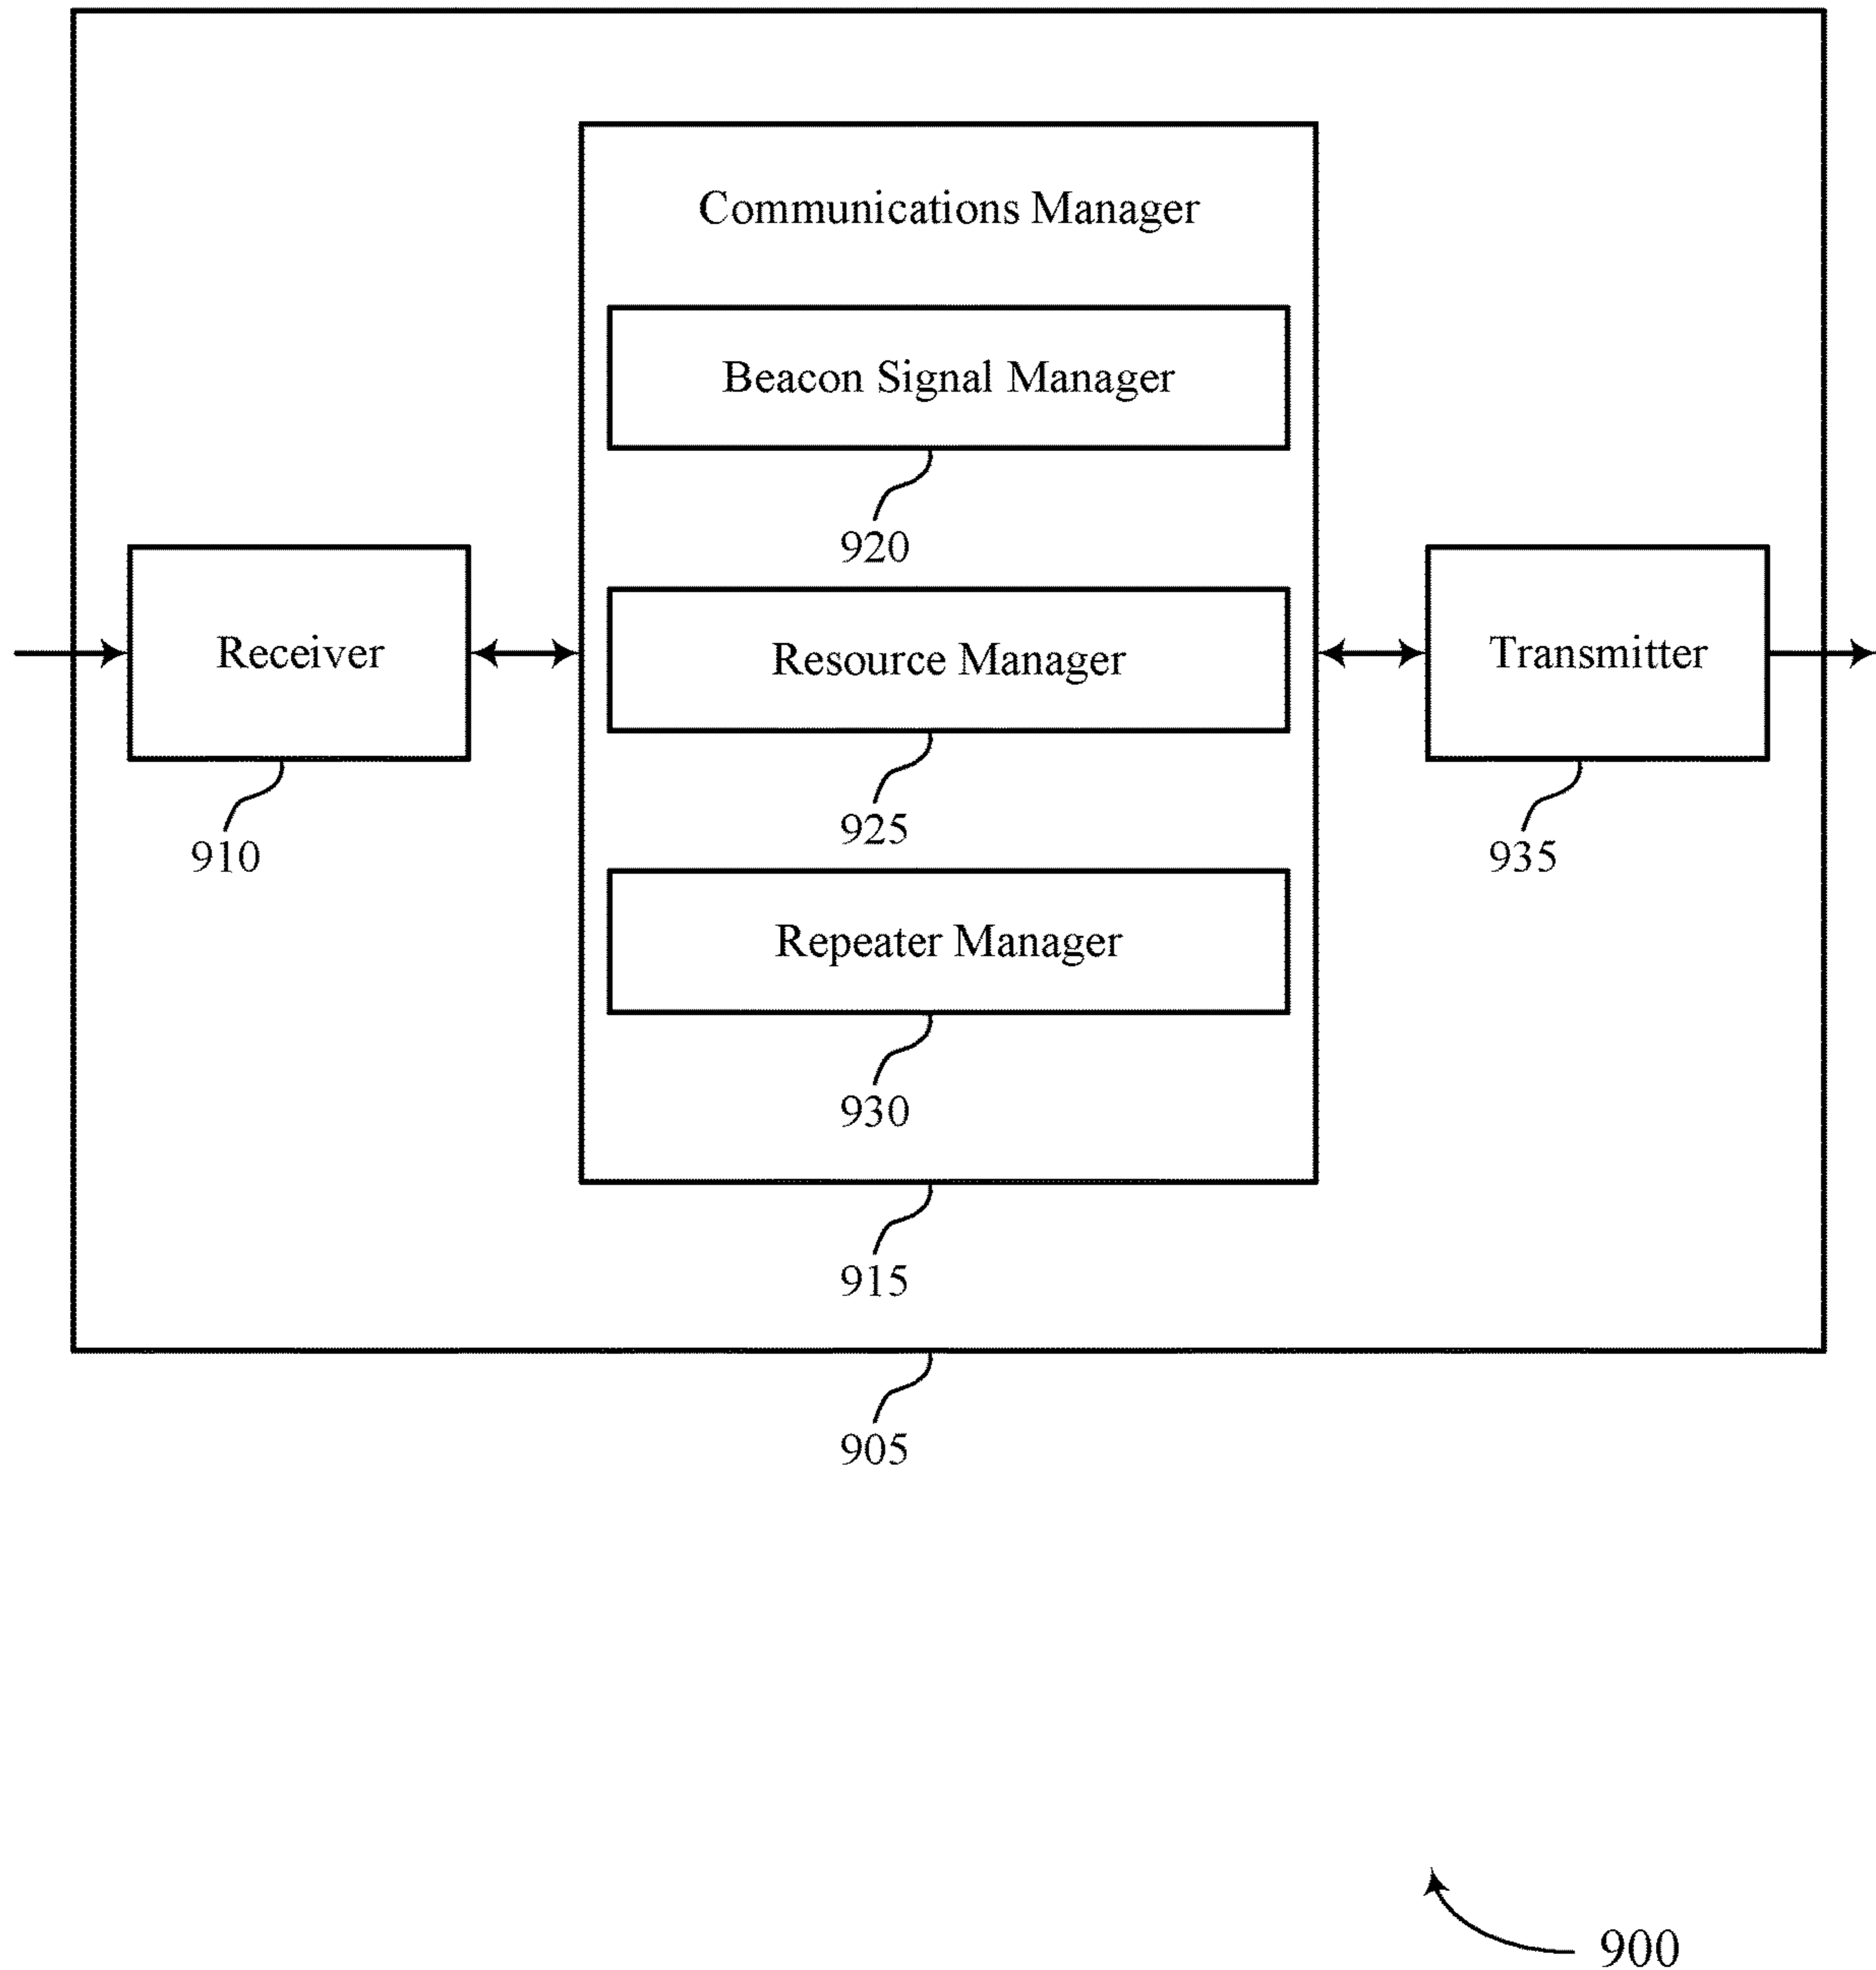 Communications Manager
Beacon Signal Manager
920
Receiver
910
Resource Manager
925
Transmitter
935
Repeater Manager
930
915
905
900